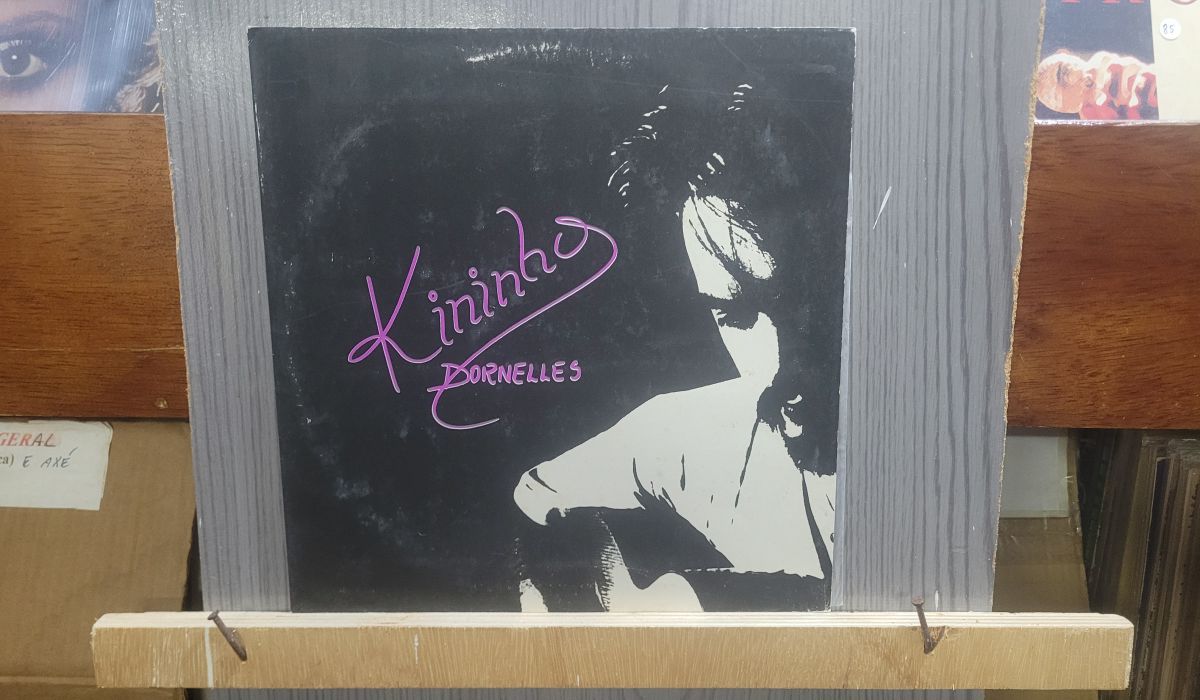 85
Kininho
DORNELLES
GERAL
E AXÉ